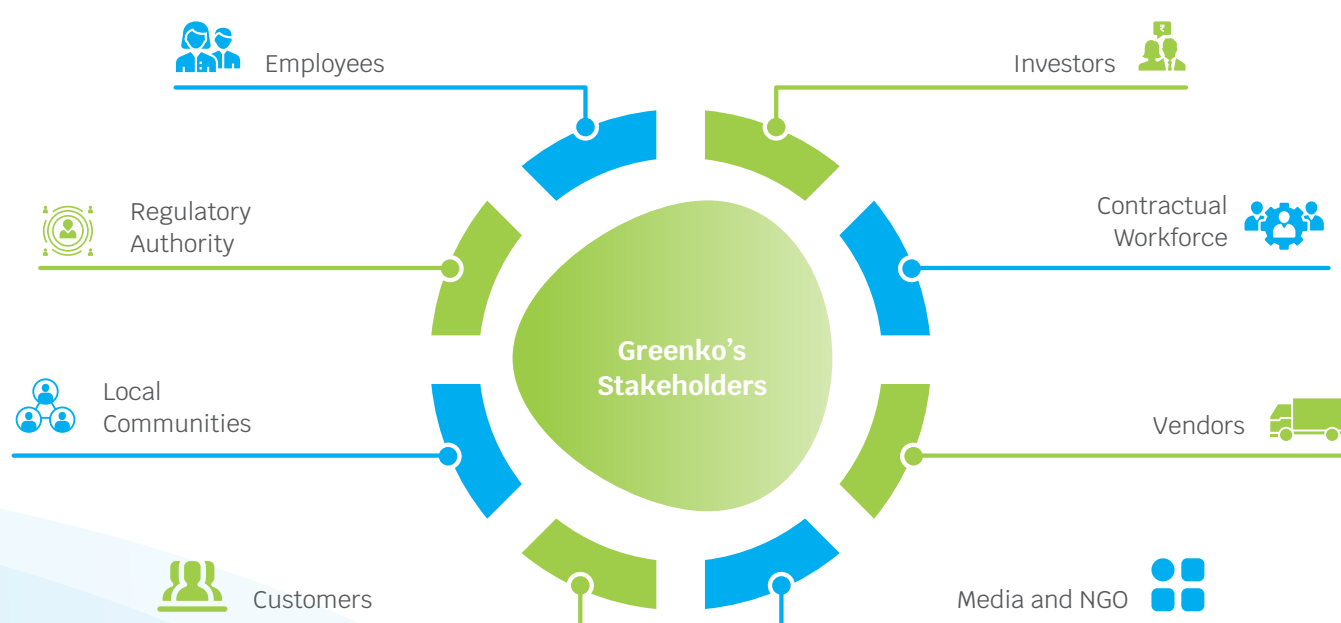 Employees
Investors
₹
Regulatory
Authority
Contractual
Workforce
Greenko’s
Stakeholders
Local
Communities
Vendors
Customers
Media and NGO